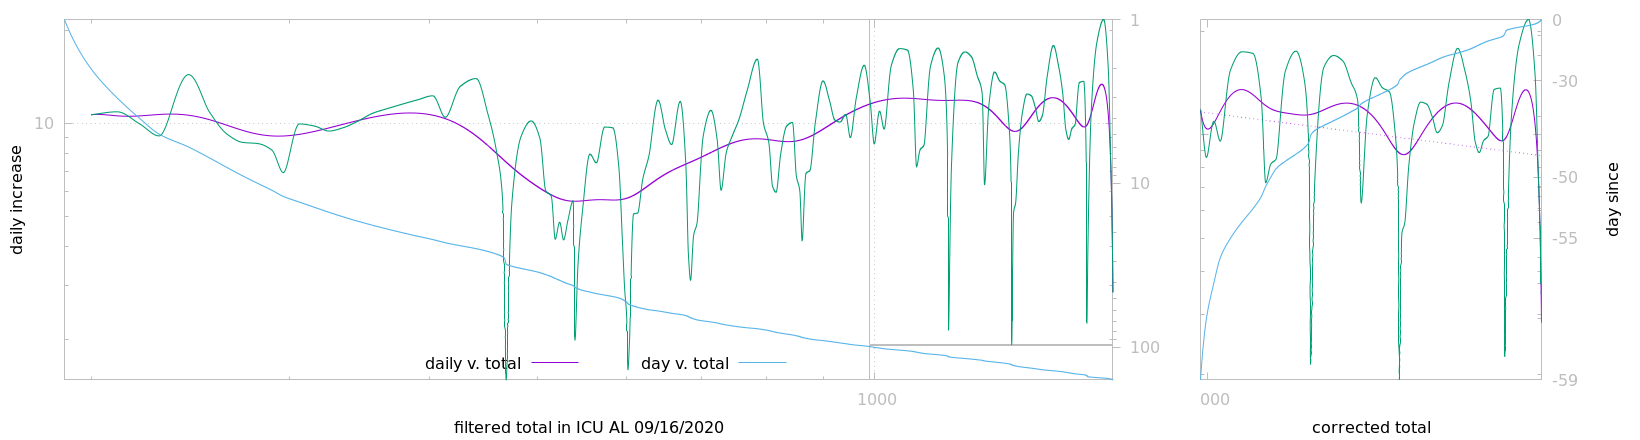 daily increase
10
daily v. total
day v. total
1
10
100
1000
filtered total in ICU AL 09/16/2020
0
-30
-50
-55
-59
day since
000
corrected total